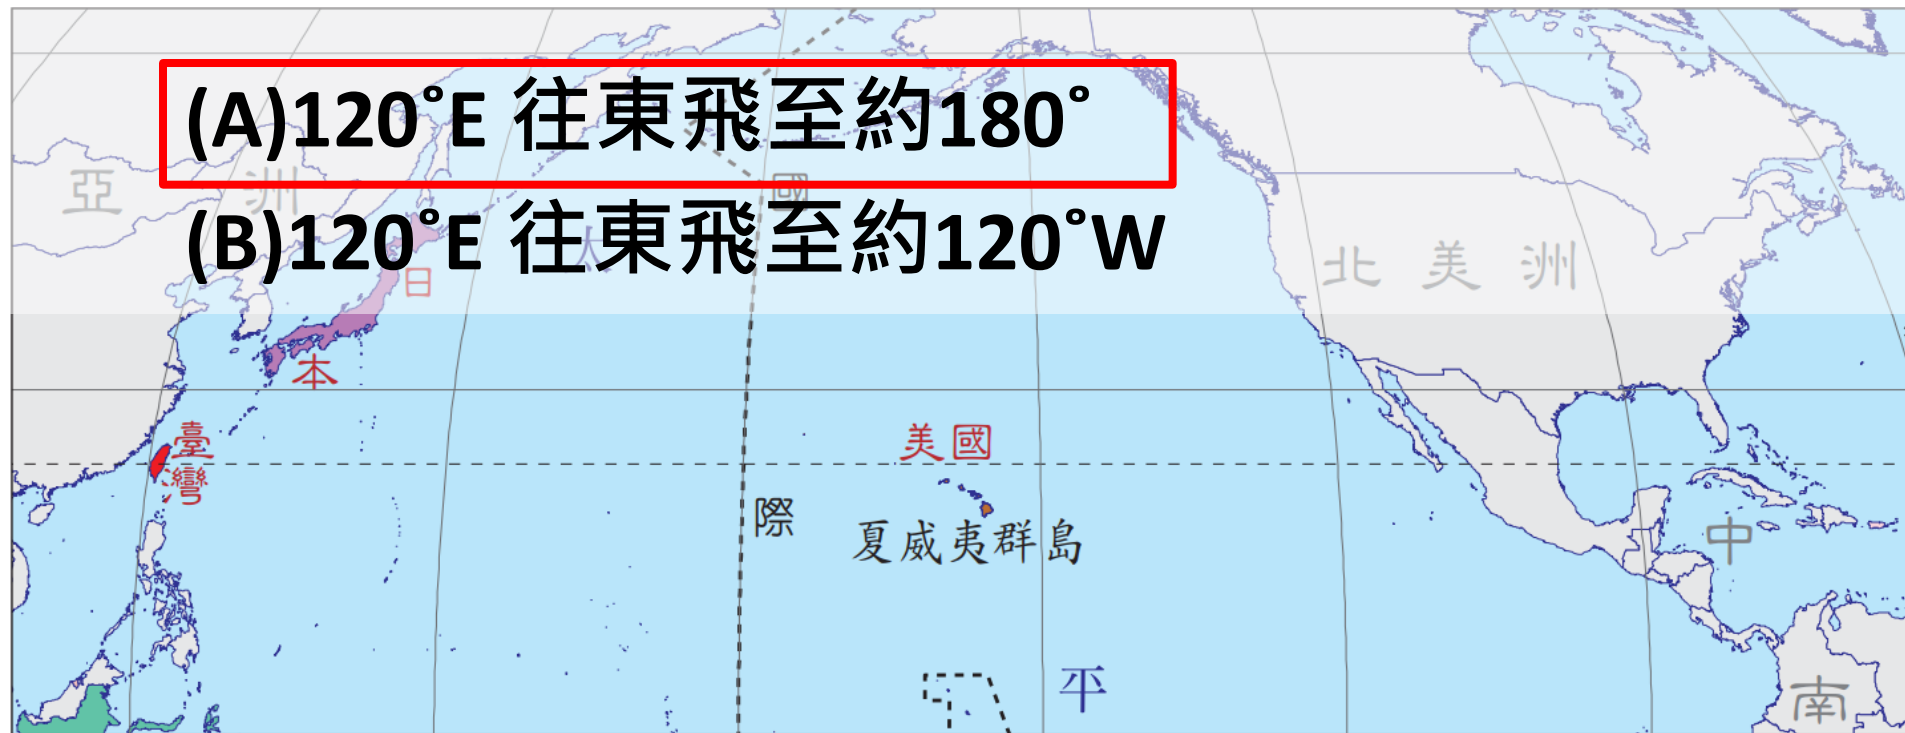 (A)120°E 往東飛至約180°
亞 洲
國
(B)120°E 往東飛至約120°W
太
日
北 美 洲
本
臺灣
美國
際
夏威夷群島
中
平
南